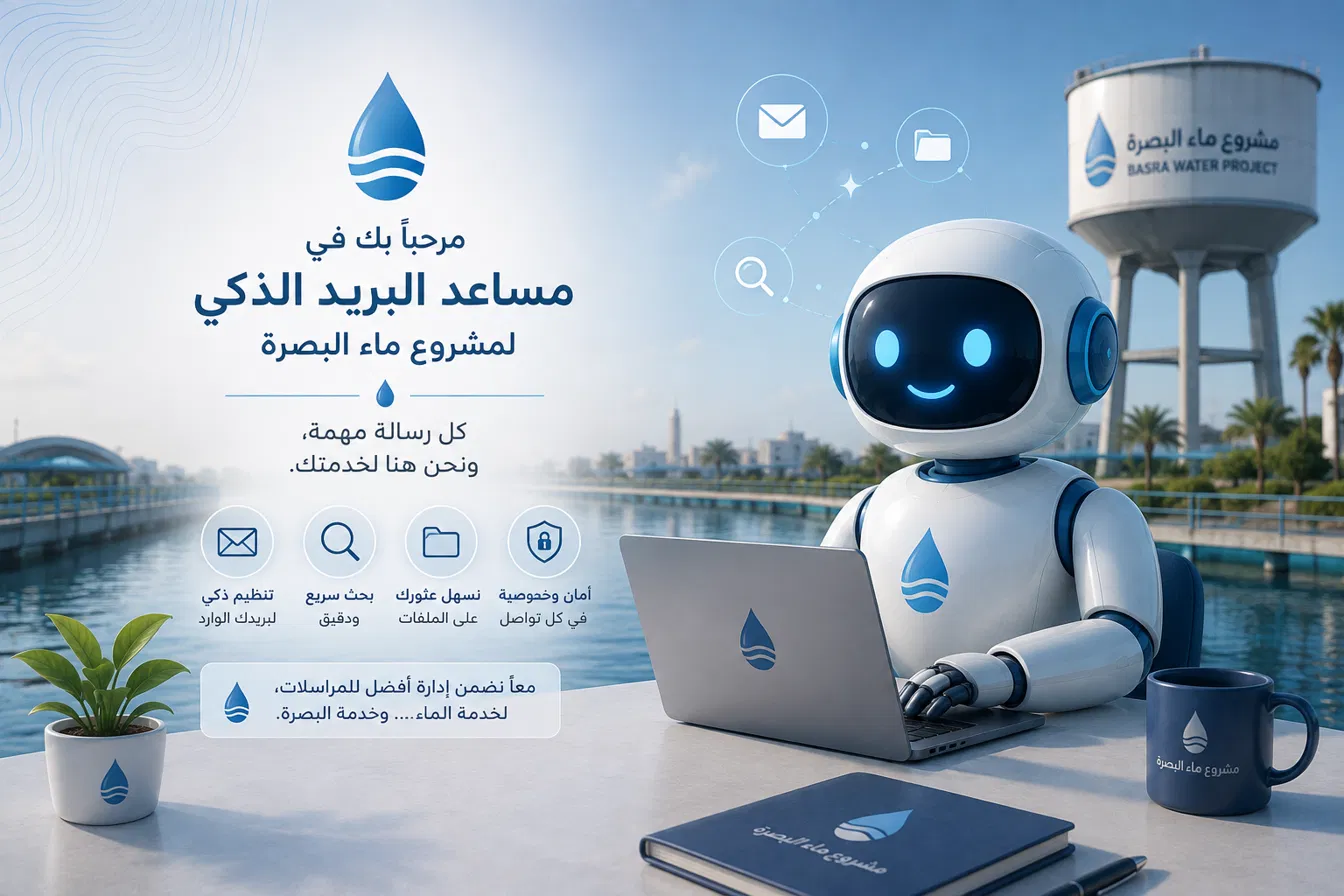 مرحباً بك في
مساعد البريد الذكي
لمشروع ماء البصرة
كل رسالة مهمة،
ونحن هنا لخدمتك.
أمان وخصوصية
في كل تواصل
نسهل عثورك
على الملفات
بحث سريع
ودقيق
تنظيم ذكي
لبريدك الوارد
معاً نضمن إدارة أفضل للمراسلات،
لخدمة الماء.... وخدمة البصرة.
مشروع ماء البصرة
BASRA WATER PROJECT
مشروع ماء البصرة
مشروع ماء البصرة